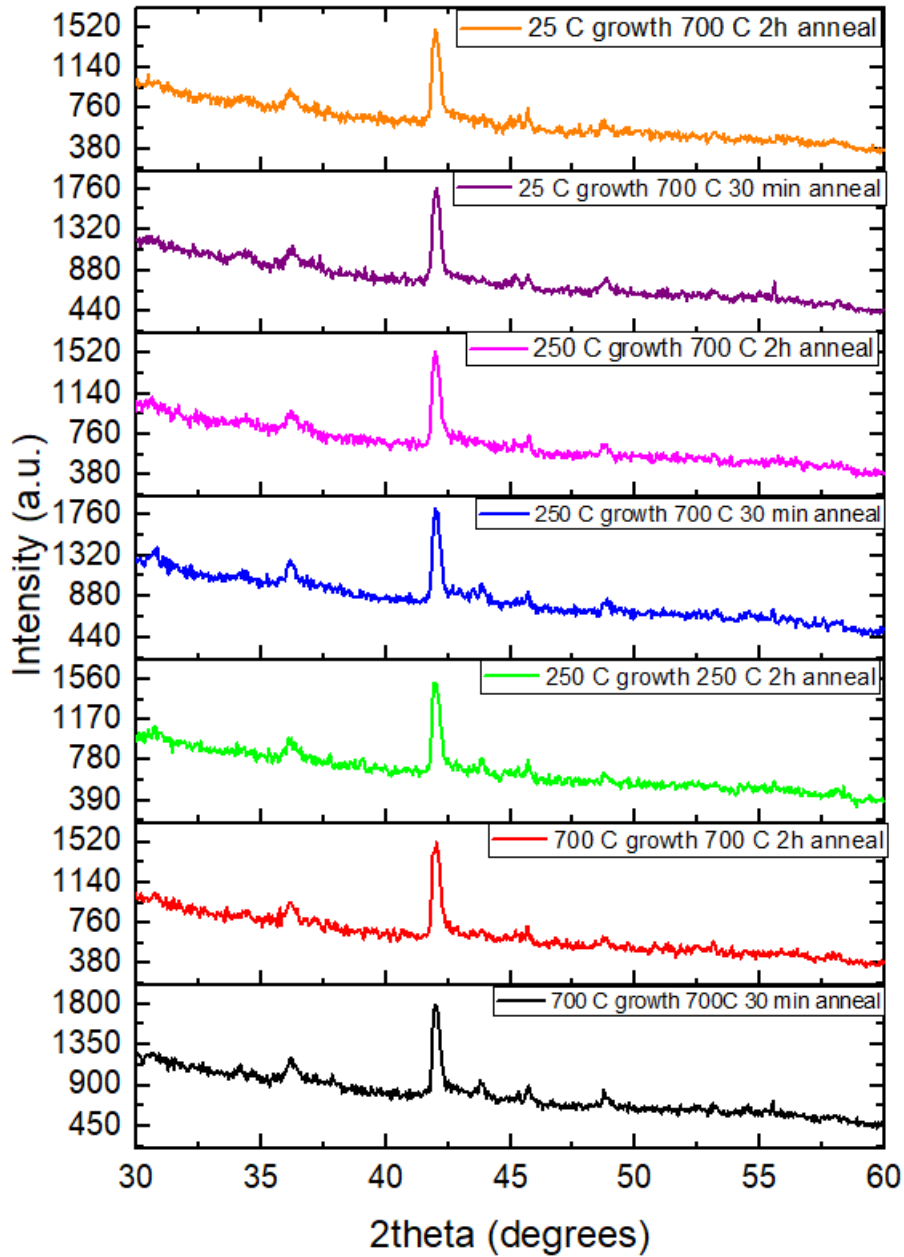 25 C growth 700 C 2h anneal
1520
1140
760
380
25 C growth 700 C 30 min anneal
1760
1320
880
440
250 C growth 700 C 2h anneal
1520
1140
760
380
250 C growth 700 C 30 min anneal
1760
1320
880
440
250 C growth 250 C 2h anneal
1560
1170
780
390
700 C growth 700 C 2h anneal
1520
1140
760
380
700 C growth 700C 30 min anneal
1800
1350
900
450
Intensity (a.u.)
30 35 42 45 50 55 60
2theta (degrees)